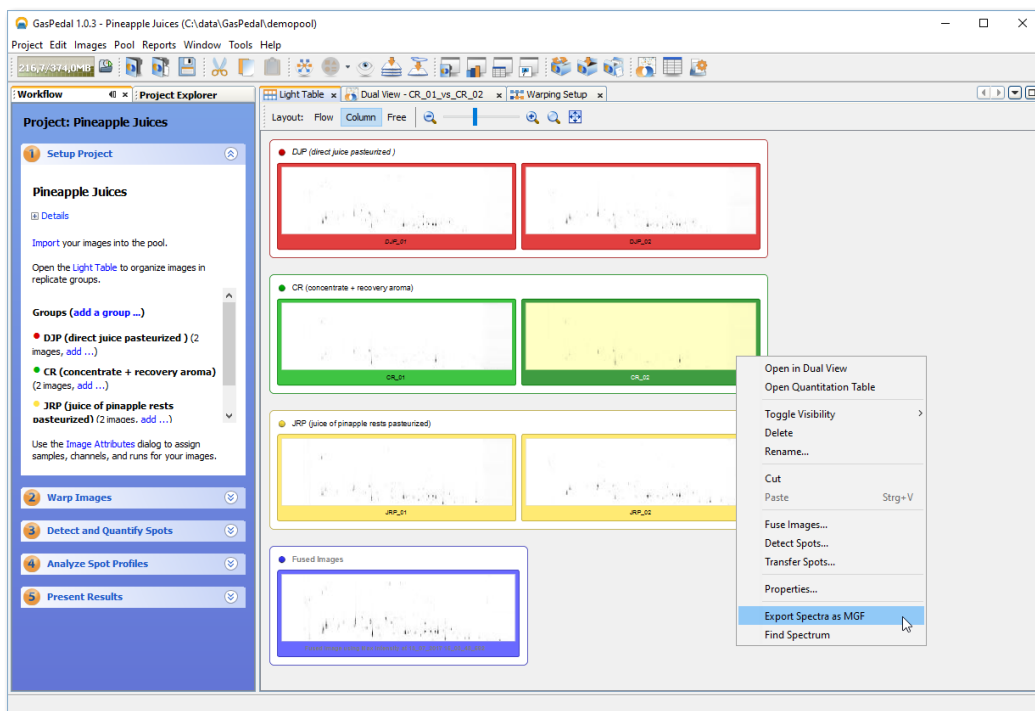 GasPedal 1.0.3 - Pineapple Juices (C:\data\GasPedal\demopool)
Project Edit Images Pool Reports Window Tools Help
216,7/374,0MB
Workflow
Project Explorer
Light Table
Dual View - CR_01_vs_CR_02
Warping Setup
Layout: Flow Column Free
Project: Pineapple Juices
1 Setup Project
Pineapple Juices
Details
Import your images into the pool.
Open the Light Table to organize images in
replicate groups.
Groups (add a group ...)
DJP (direct juice pasteurized ) (2
images, add ...)
CR (concentrate + recovery aroma)
(2 images, add ...)
JRP (juice of pinapple rests
pasteurized) (2 images, add ...)
Use the Image Attributes dialog to assign
samples, channels, and runs for your images.
2 Warp Images
3 Detect and Quantify Spots
4 Analyze Spot Profiles
5 Present Results
DJP (direct juice pasteurized )
DJP_01
DJP_02
CR (concentrate + recovery aroma)
CR_01
CR_02
JRP (juice of pinapple rests pasteurized)
JRP_01
JRP_02
Fused Images
Open in Dual View
Open Quantitation Table
Toggle Visibility
Delete
Rename...
Cut
Paste Strg+V
Fuse Images...
Detect Spots...
Transfer Spots...
Properties...
Export Spectra as MGF
Find Spectrum